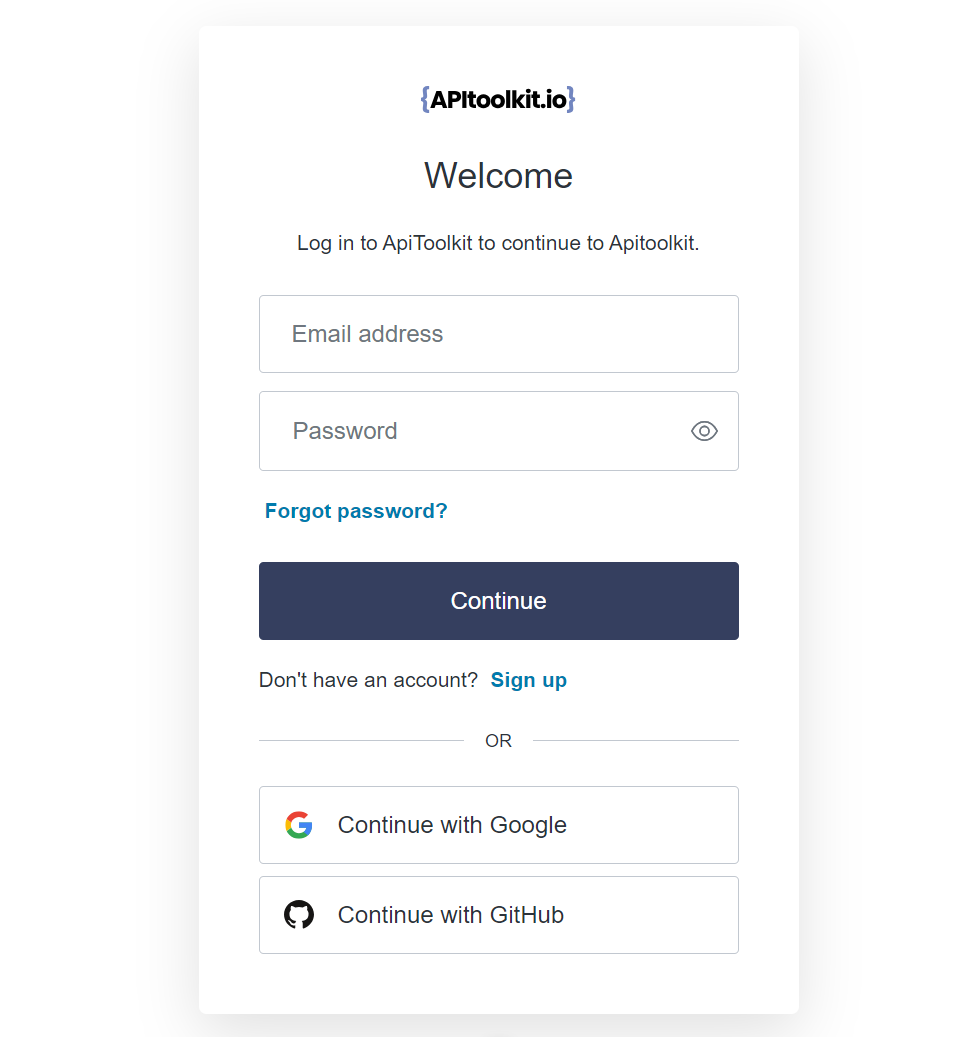 {APItoolkit.io}
Welcome
Log in to ApiToolkit to continue to Apitoolkit.
Email address
Password
Forgot password?
Continue
Don't have an account? Sign up
OR
Continue with Google
Continue with GitHub